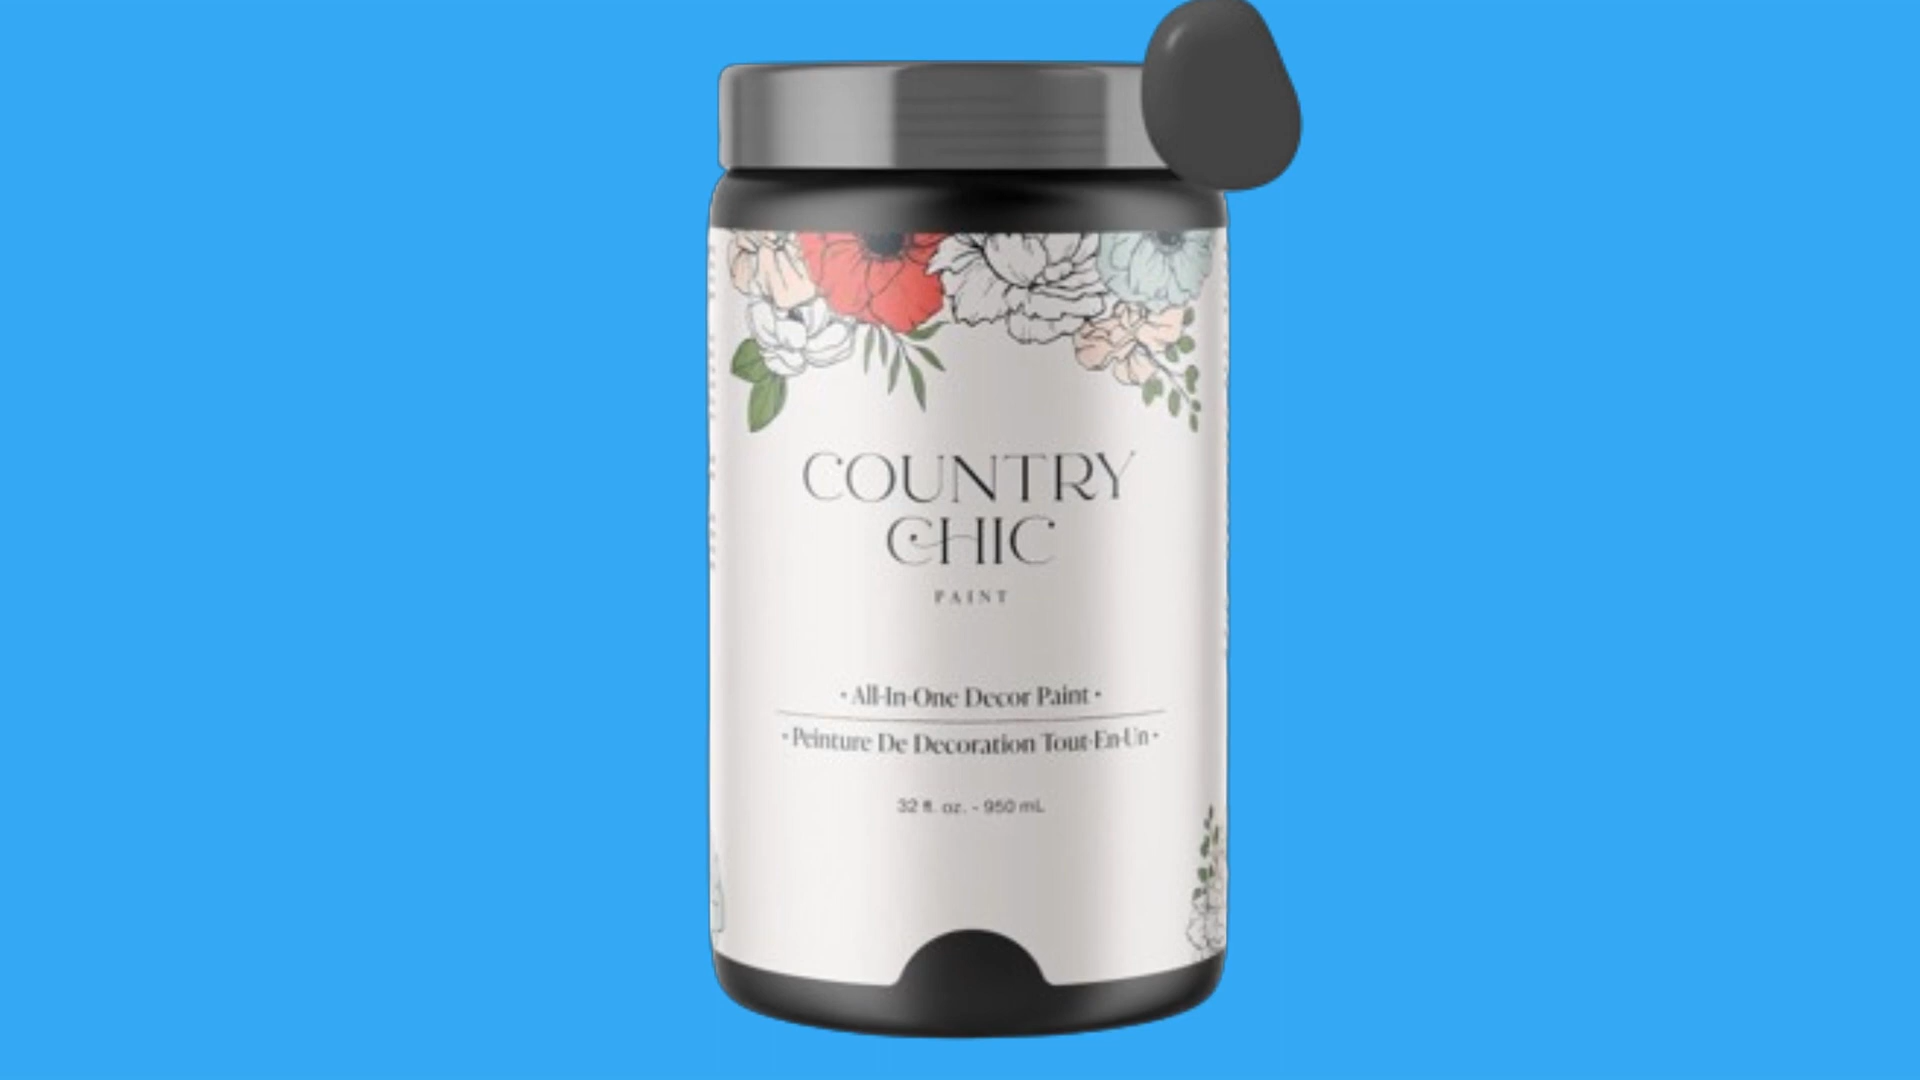 COUNTRY
CHIC
PAINT
• All-In-One Decor Paint •
• Peinture De Decoration Tout-En-Un •
32 fl. oz. - 950 mL